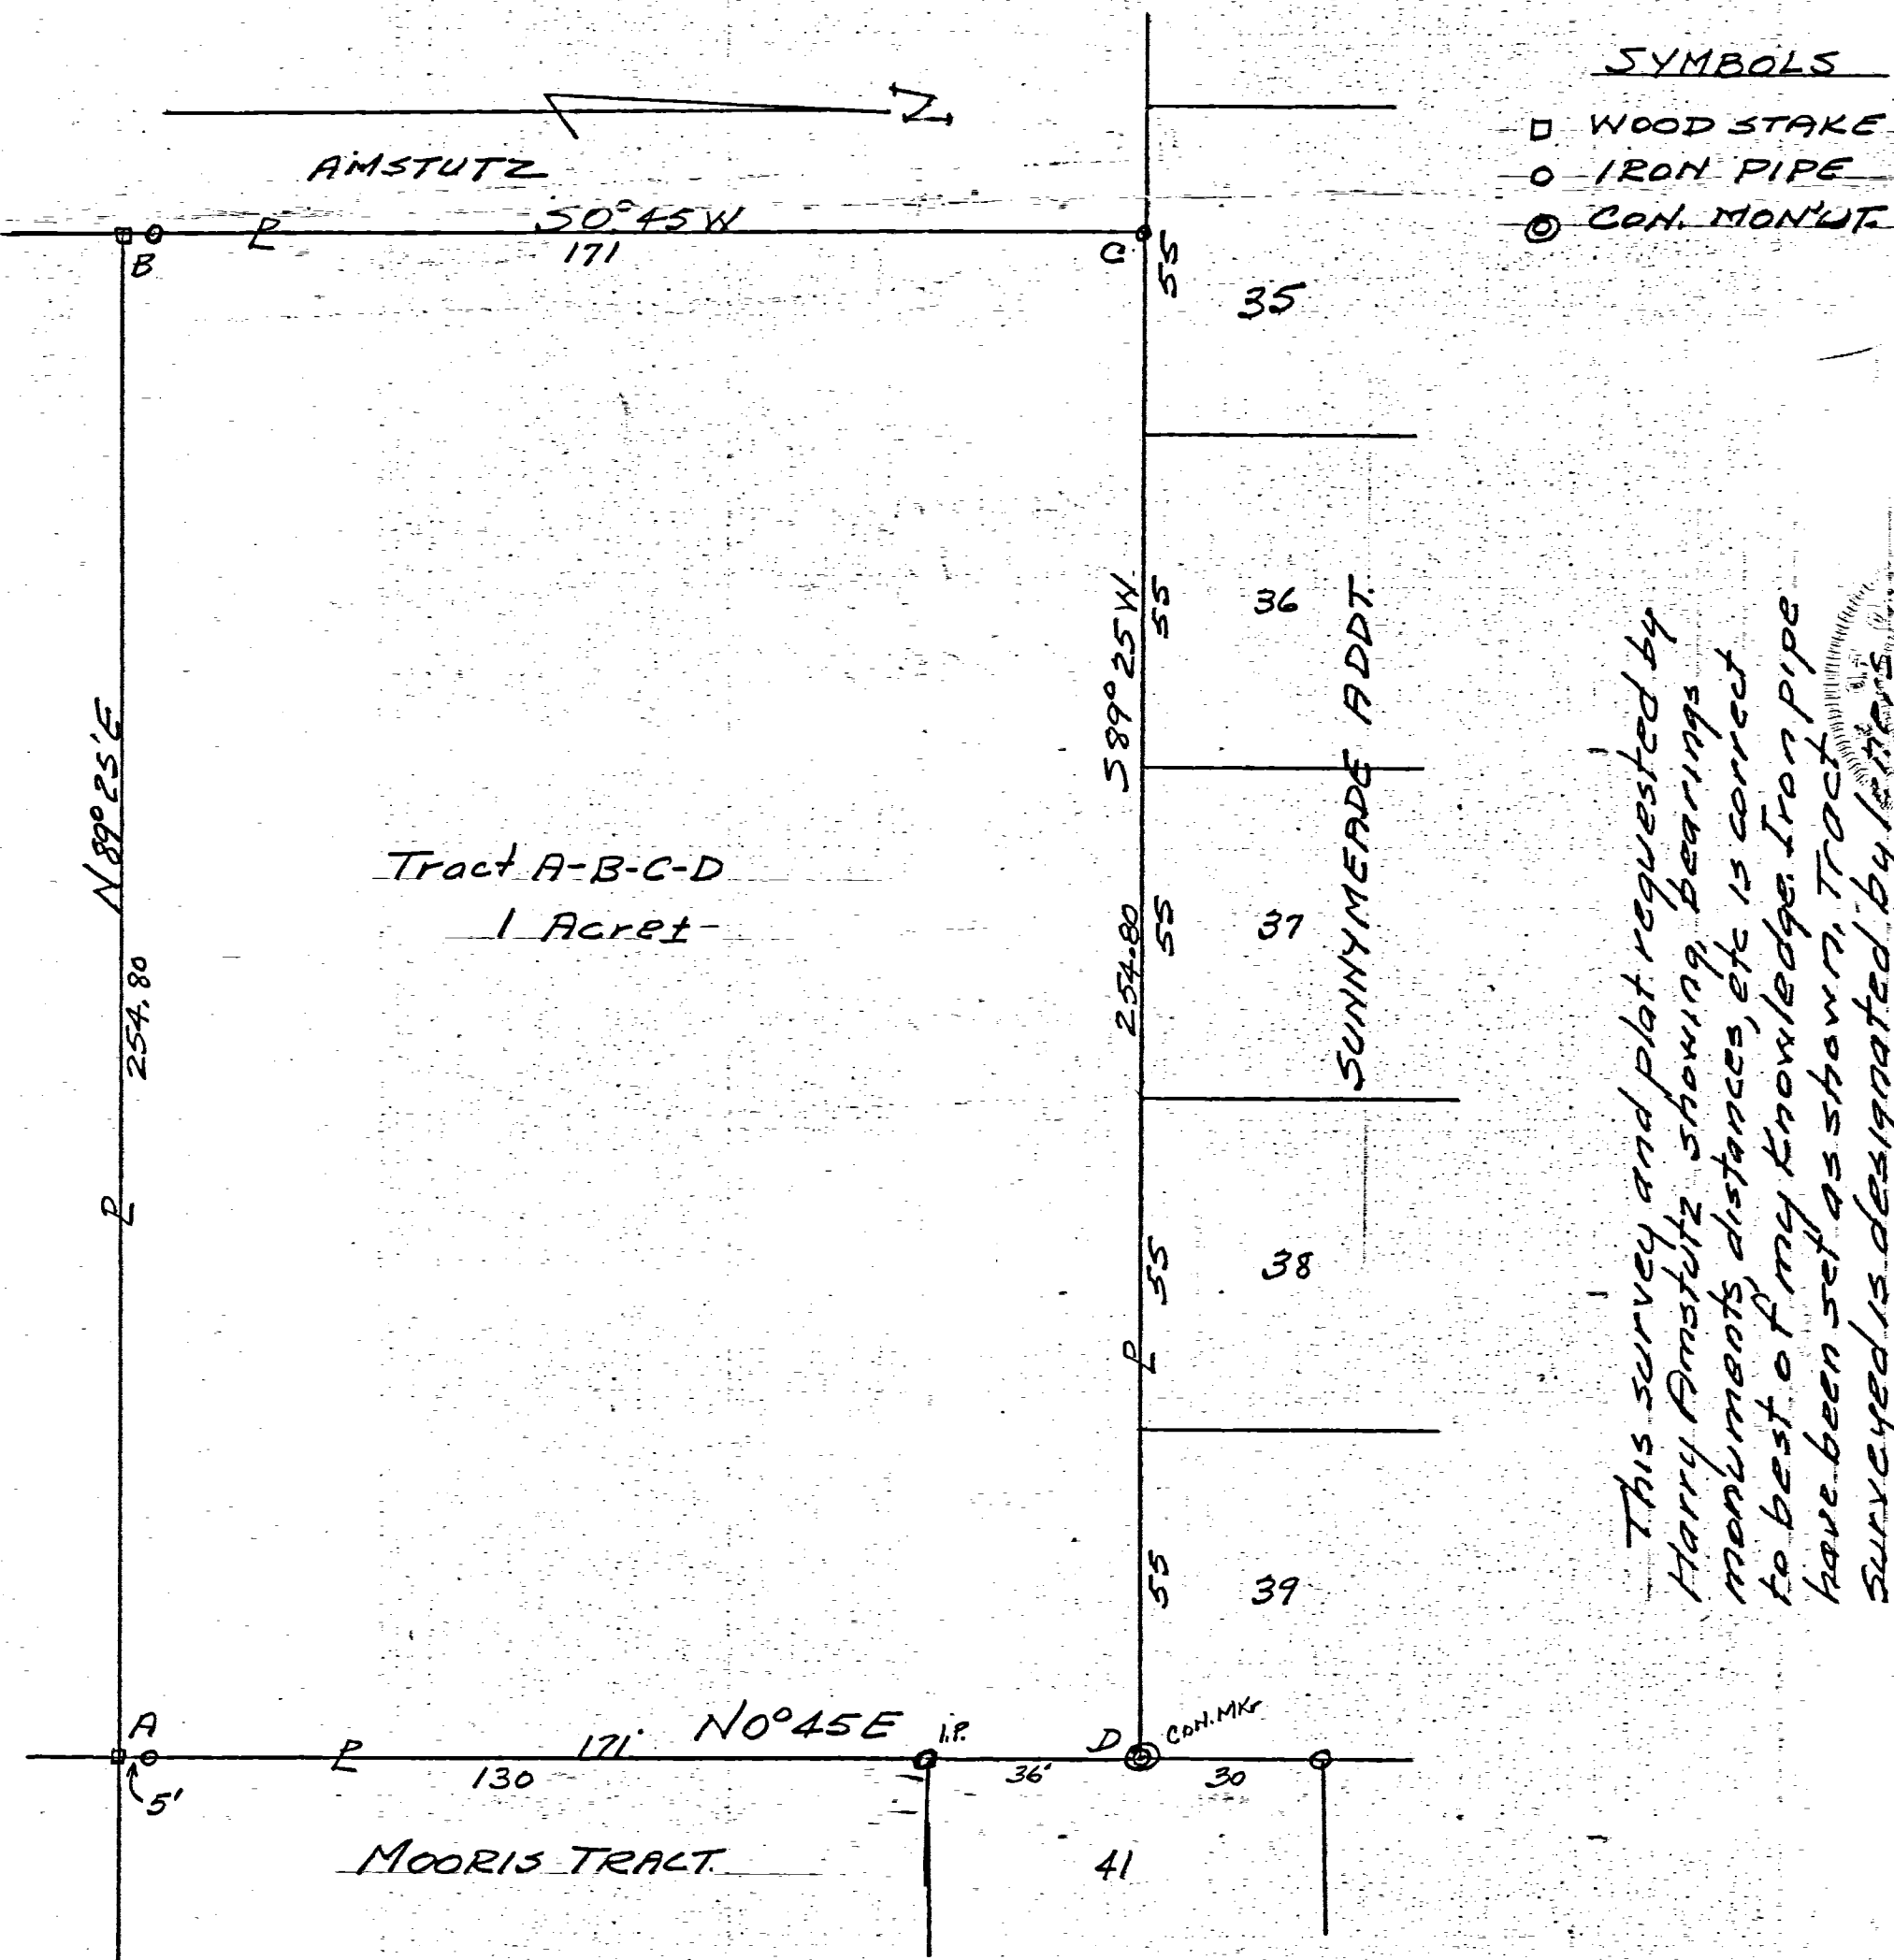 SYMBOLS
WOOD STAKE
IRON PIPE
CON. MON'UT.
AMSTUTZ
S0°45W
171
B
C
55
35
N89°25'E
254.80
Tract A-B-C-D
1 Acre±
S89°25W
254.80
55
36
55
37
SUNNYMEADE ADDT.
55
38
55
39
A
5'
171'
N0°45E
130
I.P.
36'
D
CON. MKr
30
MOORIS TRACT.
41
This survey and plat requested by
Harry Amstutz showing, bearings
monuments, distances, etc is correct
to best of my knowledge. Iron pipe
have been set as shown. Tract
surveyed is designated by letters
P
P
P
P
N